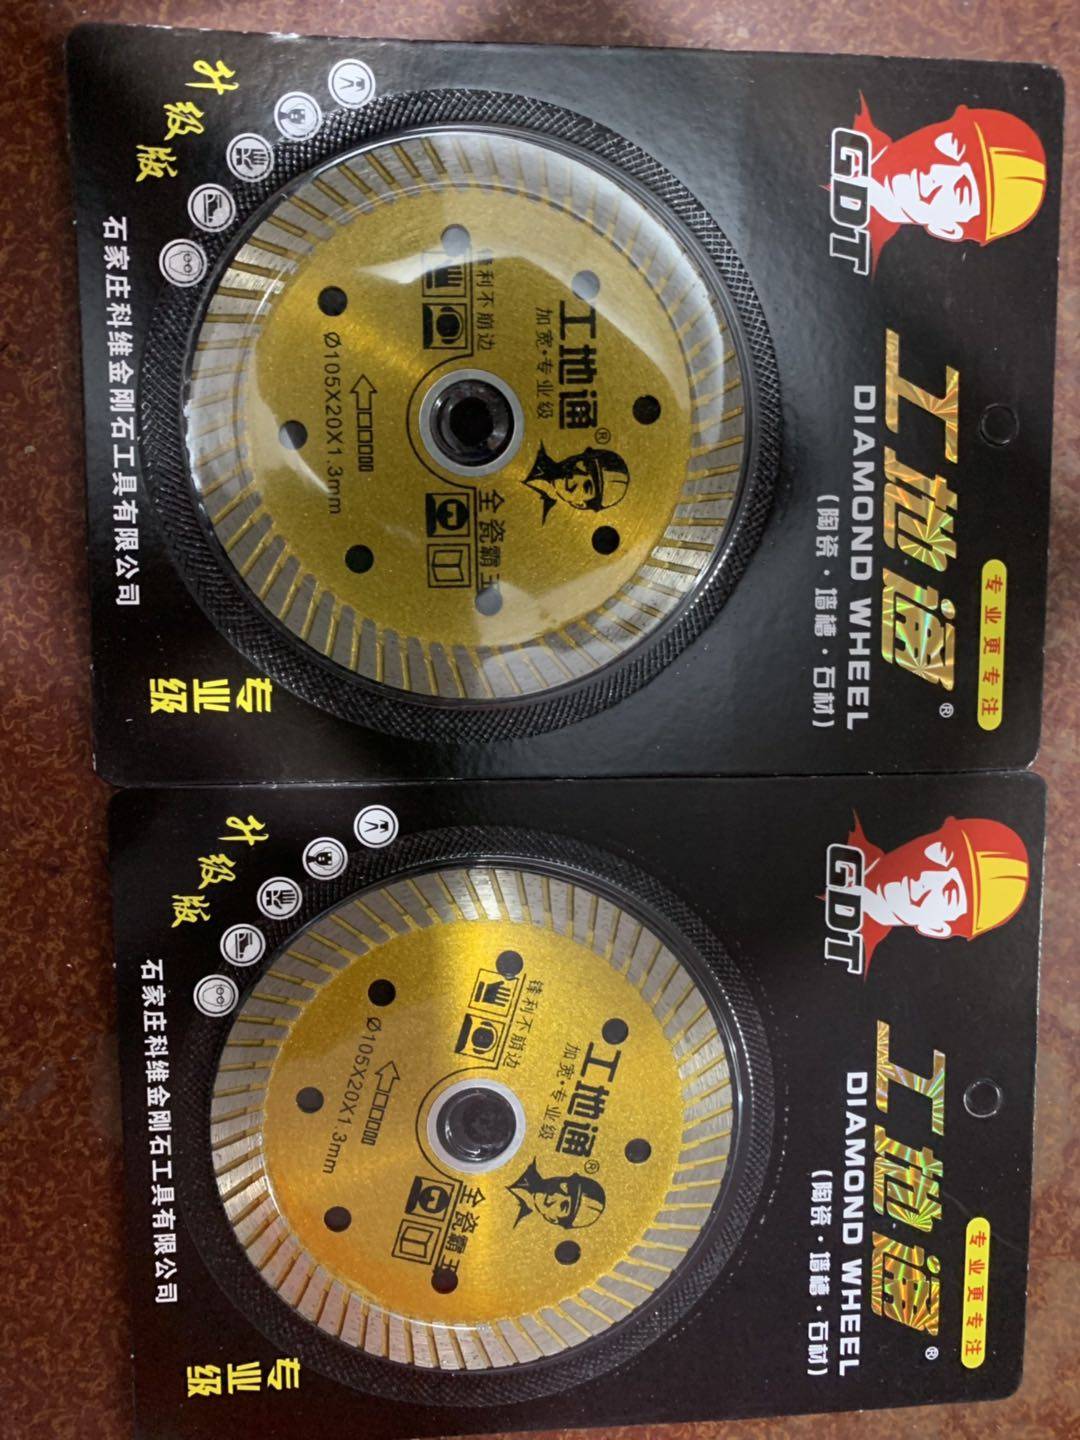 GDT
工地通®
专业更专注
DIAMOND WHEEL
(陶瓷·墙槽·石材)
工地通®
加宽·专业级
利不崩边
全瓷霸王
Ø105X20X1.3mm
升级版
石家庄科维金刚石工具有限公司
专业级
GDT
工地通®
专业更专注
DIAMOND WHEEL
(陶瓷·墙槽·石材)
工地通®
加宽·专业级
锋利不崩边
全瓷霸王
Ø105X20X1.3mm
升级版
石家庄科维金刚石工具有限公司
专业级